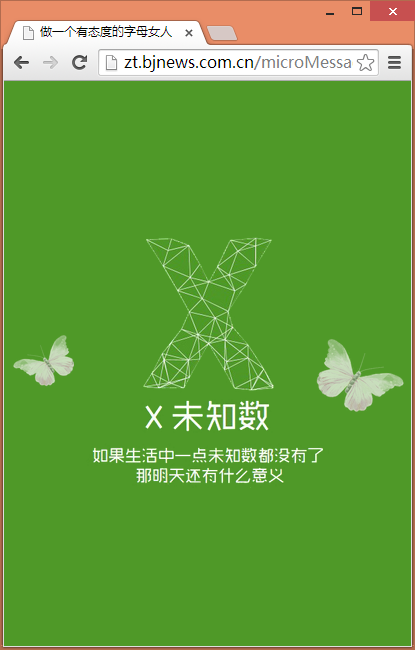 做一个有态度的字母女人
zt.bjnews.com.cn/microMessa
X
X 未知数
如果生活中一点未知数都没有了
那明天还有什么意义